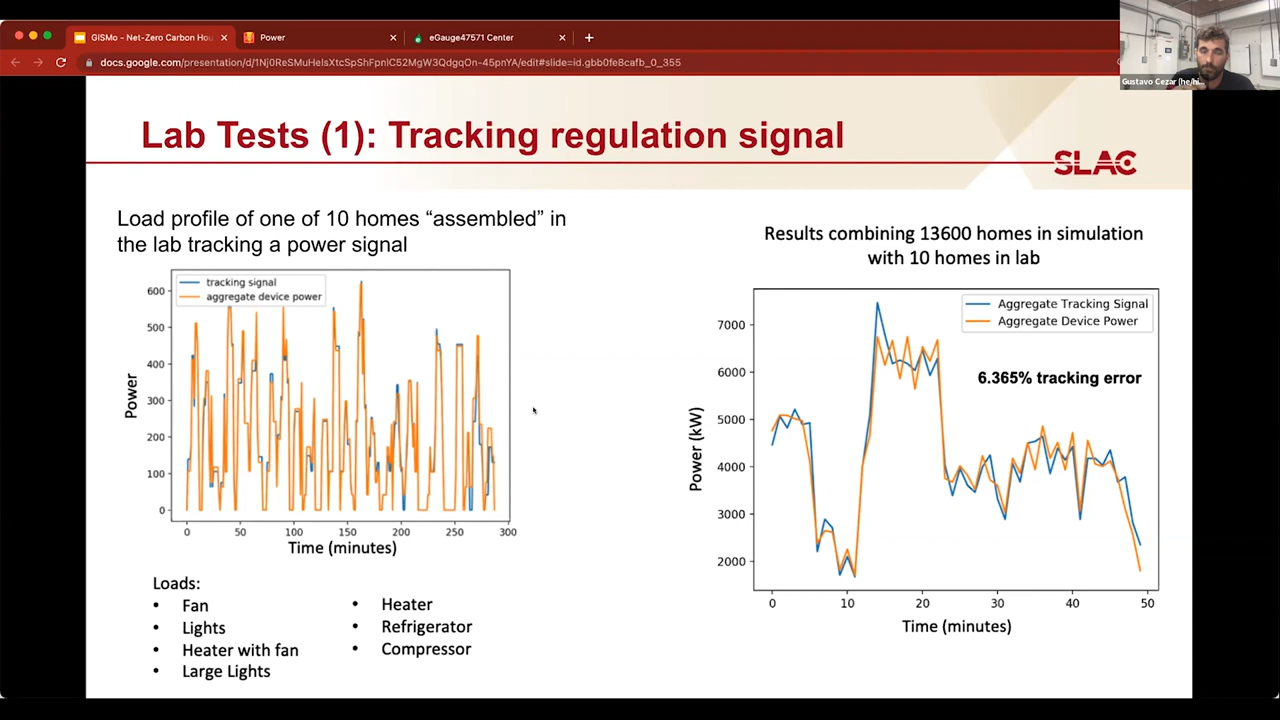 GISMo - Net-Zero Carbon Hou
Power
eGauge47571 Center
docs.google.com/presentation/d/1Nj0ReSMuHelsXtcSpShFpnIC52MgW3QdgqOn-45pnYA/edit#slide=id.gbb0fe8cafb_0_355
Gustavo Cezar (he/hi...
Lab Tests (1): Tracking regulation signal
SLAC
Load profile of one of 10 homes “assembled” in
the lab tracking a power signal
tracking signal
aggregate device power
600
500
400
300
200
100
0
Power
0 50 100 150 200 250 300
Time (minutes)
Loads:
• Fan
• Lights
• Heater with fan
• Large Lights
• Heater
• Refrigerator
• Compressor
Results combining 13600 homes in simulation
with 10 homes in lab
Aggregate Tracking Signal
Aggregate Device Power
6.365% tracking error
7000
6000
5000
4000
3000
2000
Power (kW)
0 10 20 30 40 50
Time (minutes)